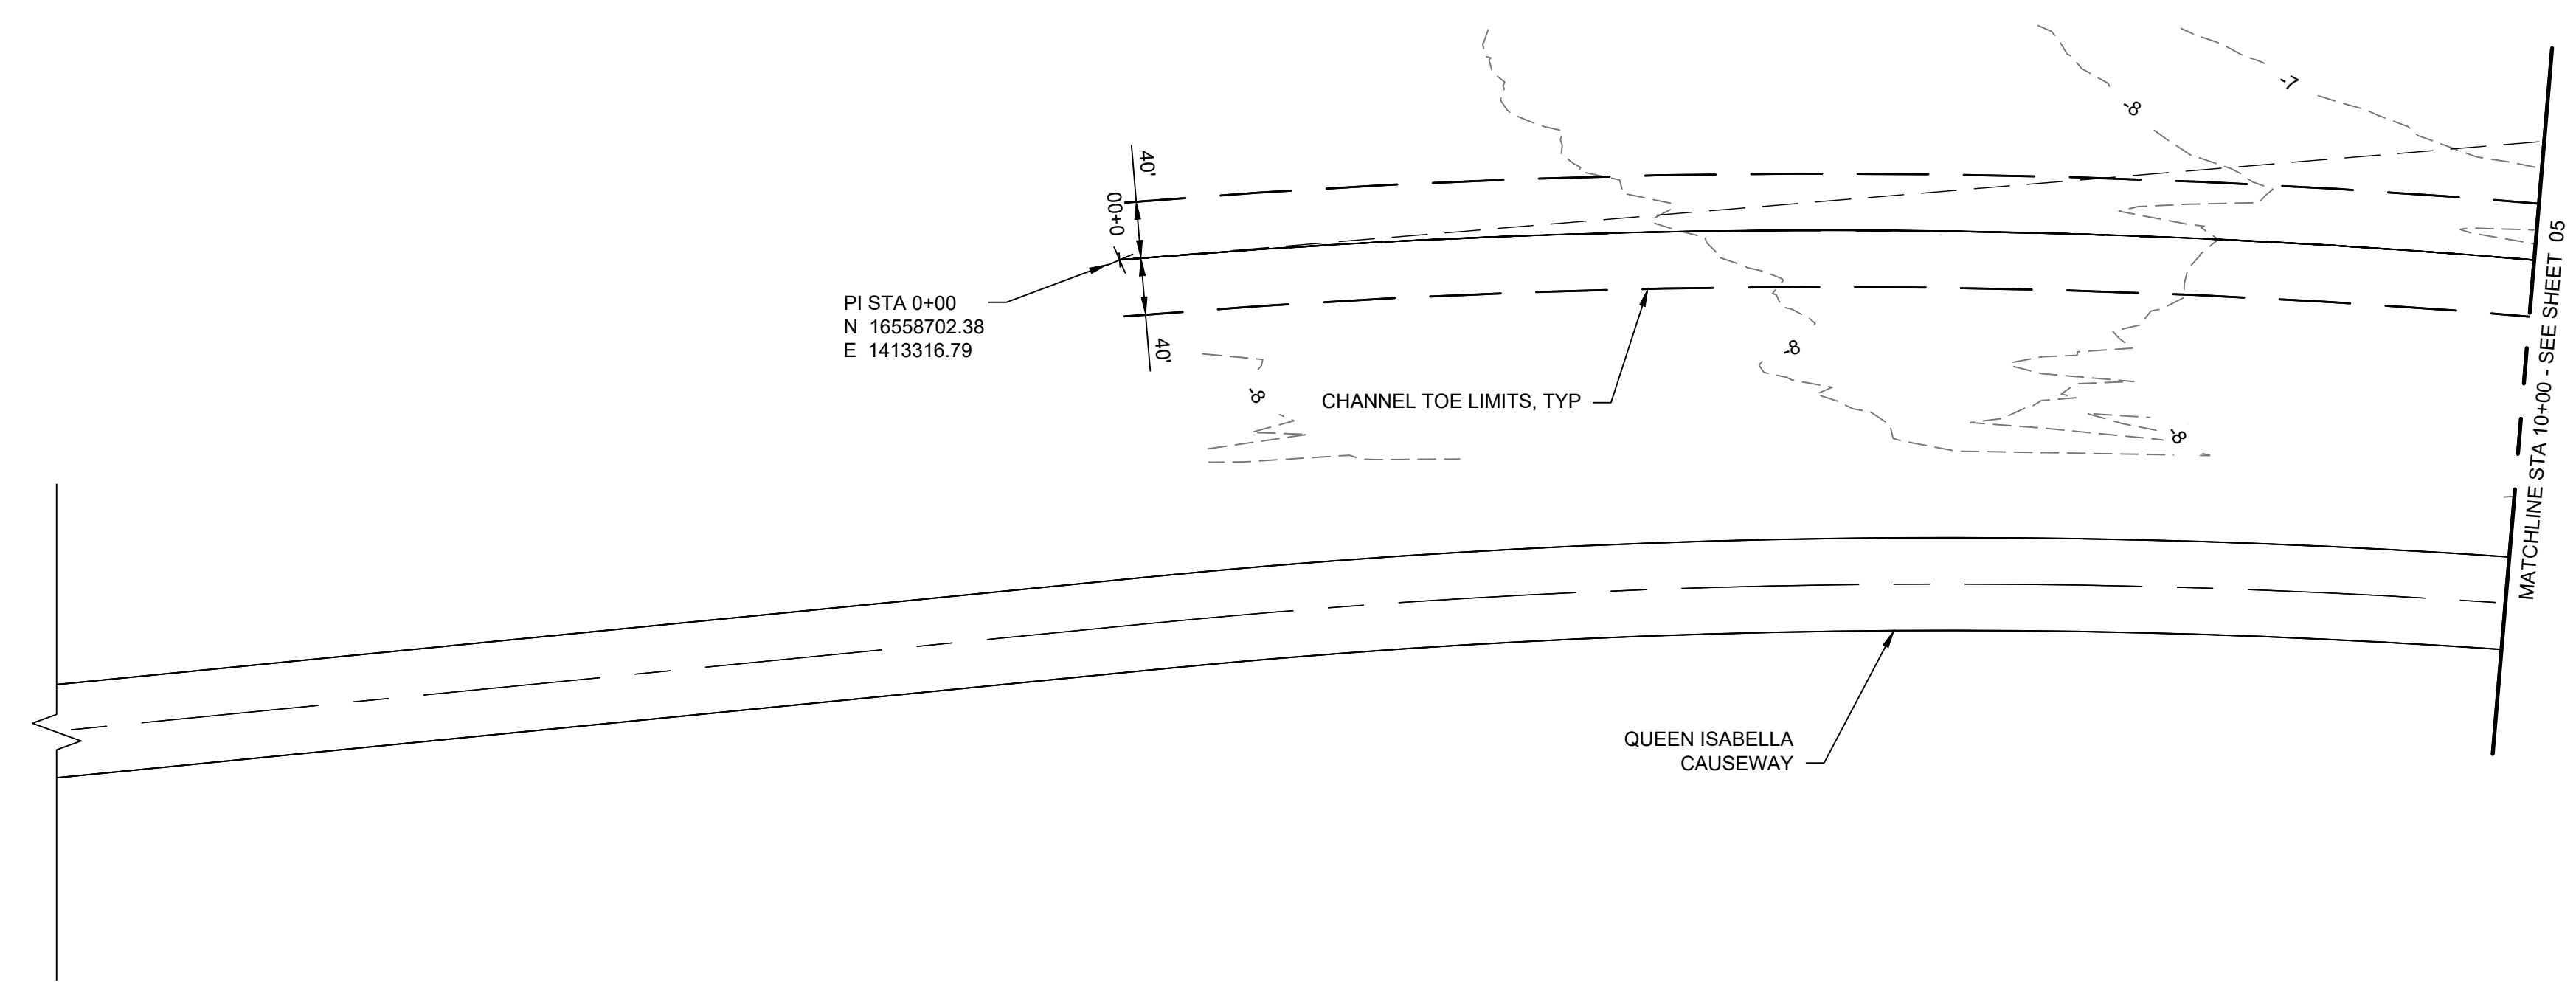 -7
-8
40'
0+00
PI STA 0+00
N 16558702.38
E 1413316.79
40'
-8
-8
CHANNEL TOE LIMITS, TYP
-8
MATCHLINE STA 10+00 - SEE SHEET 05
QUEEN ISABELLA
CAUSEWAY